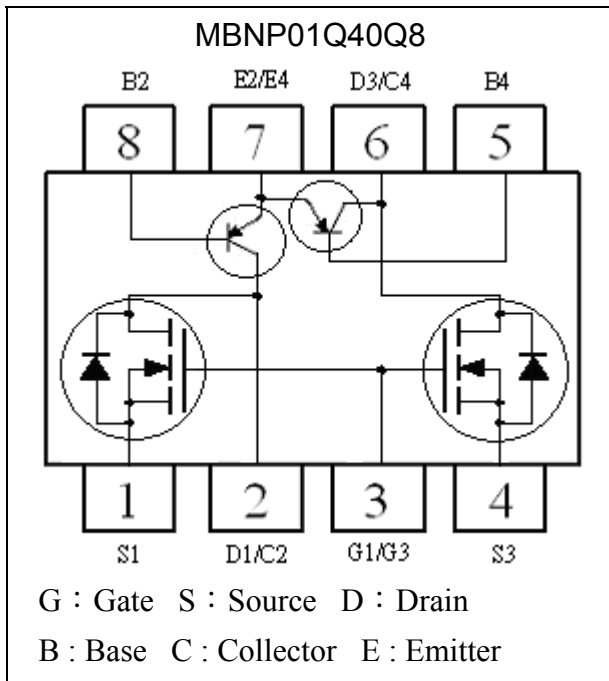 MBNP01Q40Q8
B2 E2/E4 D3/C4 B4
8 7 6 5
1 2 3 4
S1 D1/C2 G1/G3 S3
G：Gate S：Source D：Drain
B : Base C : Collector E : Emitter